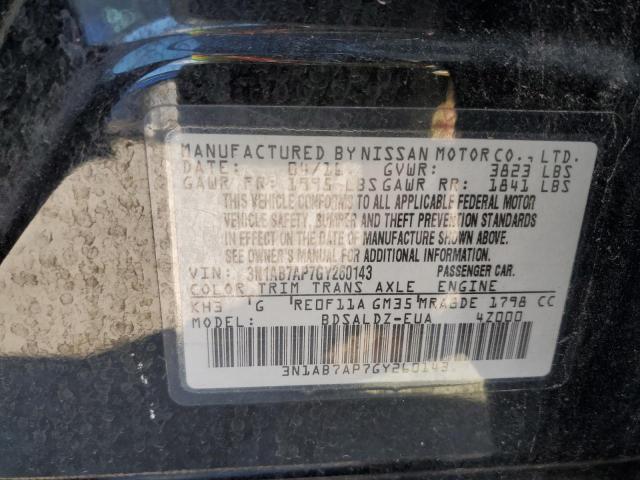 MANUFACTURED BY NISSAN MOTOR CO., LTD.
DATE: 04/16 GVWR: 3823 LBS
GAWR FR: 1995 LBS GAWR RR: 1841 LBS
THIS VEHICLE CONFORMS TO ALL APPLICABLE FEDERAL MOTOR
VEHICLE SAFETY, BUMPER AND THEFT PREVENTION STANDARDS
IN EFFECT ON THE DATE OF MANUFACTURE SHOWN ABOVE.
SEE OWNER'S MANUAL OR ADDITIONAL CARGO INFORMATION.
VIN: 3N1AB7AP7GY260143 PASSENGER CAR.
COLOR TRIM TRANS AXLE ENGINE
KH3 G RE0F11A GM35 MRA8DE 1798 CC
MODEL: BDSALDZ-EUA 4Z000
3N1AB7AP7GY260143